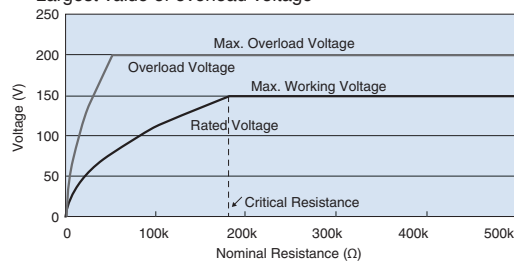 Largest value of overload voltage
250
200
150
100
50
0
Voltage (V)
Max. Overload Voltage
Overload Voltage
Max. Working Voltage
Rated Voltage
Critical Resistance
0 100k 200k 300k 400k 500k
Nominal Resistance (Ω)